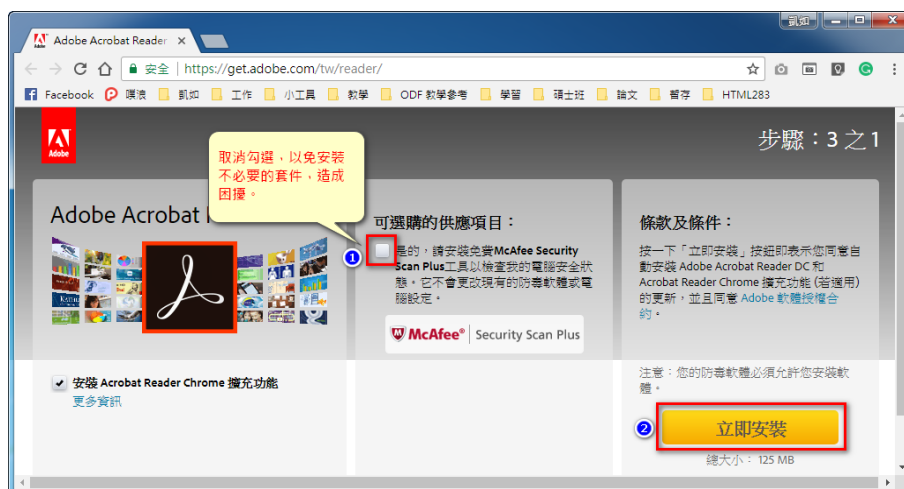 凱如
Adobe Acrobat Reader
安全 | https://get.adobe.com/tw/reader/
Facebook 噗浪 凱如 工作 小工具 教學 ODF 教學參考 學習 碩士班 論文 暫存 HTML283
Adobe
步驟：3 之 1
取消勾選，以免安裝
不必要的套件，造成
困擾。
Adobe Acrobat
安裝 Acrobat Reader Chrome 擴充功能
更多資訊
可選購的供應項目：
1
是的，請安裝免費McAfee Security
Scan Plus工具以檢查我的電腦安全狀
態。它不會更改現有的防毒軟體或電
腦設定。
McAfee® Security Scan Plus
條款及條件：
按一下「立即安裝」按鈕即表示您同意自
動安裝 Adobe Acrobat Reader DC 和
Acrobat Reader Chrome 擴充功能 (若適用)
的更新，並且同意 Adobe 軟體授權合
約。
注意：您的防毒軟體必須允許您安裝軟
體。
2
立即安裝
總大小： 125 MB